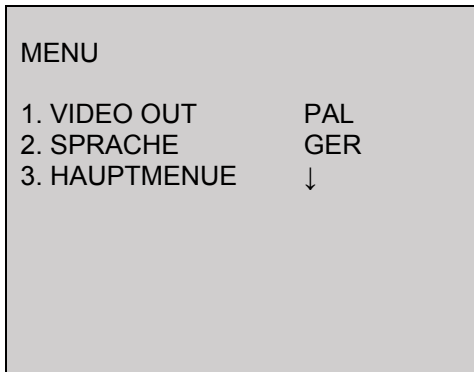 MENU
1. VIDEO OUT PAL
2. SPRACHE GER
3. HAUPTMENUE ↓